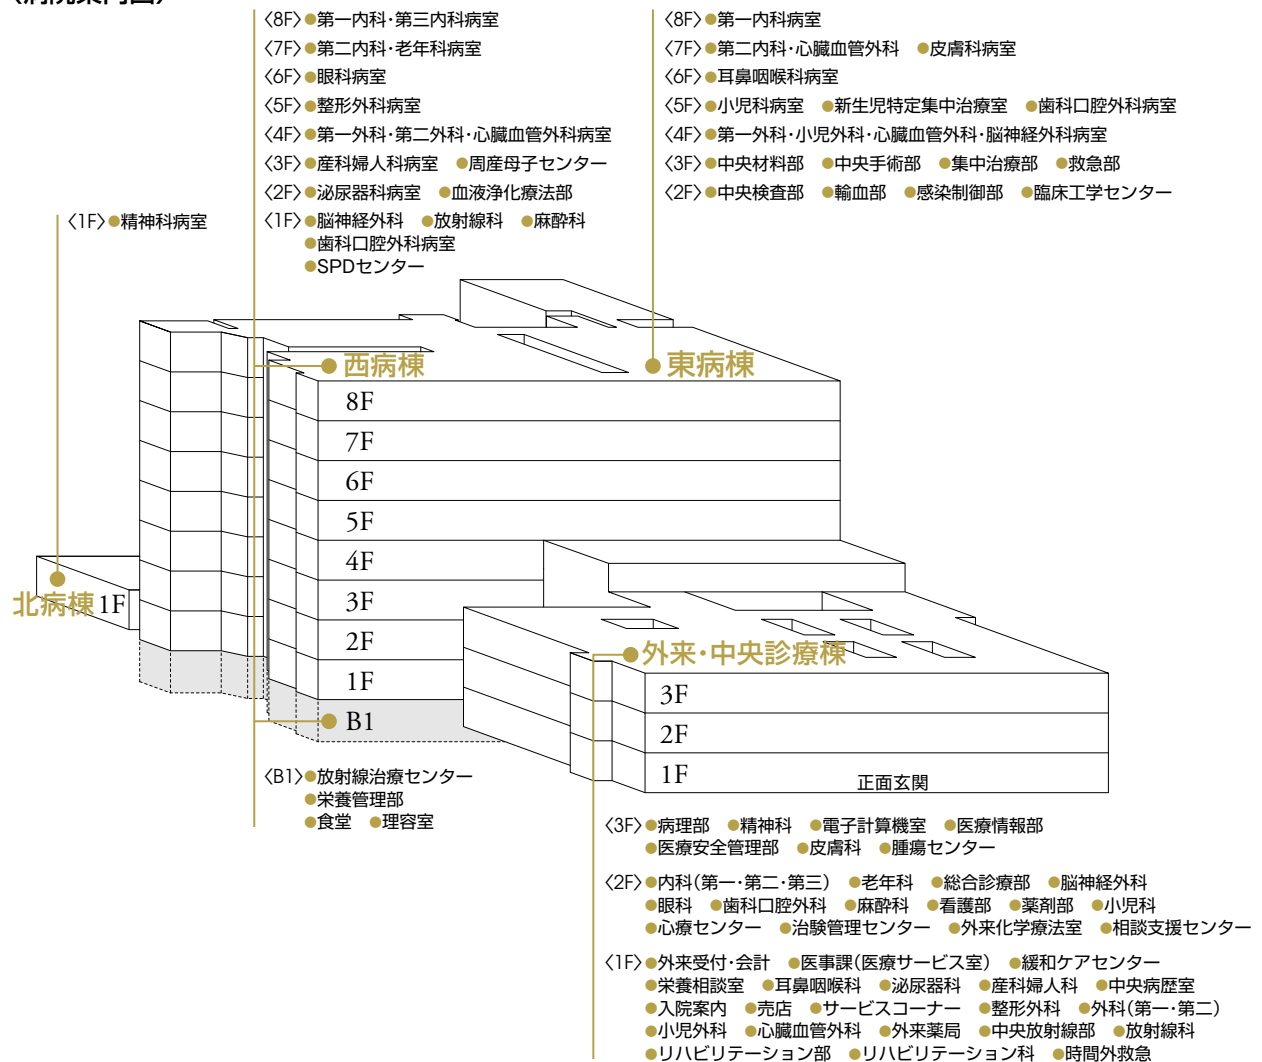 〈8F〉●第一内科・第三内科病室
〈7F〉●第二内科・老年科病室
〈6F〉●眼科病室
〈5F〉●整形外科病室
〈4F〉●第一外科・第二外科・心臓血管外科病室
〈3F〉●産科婦人科病室 ●周産母子センター
〈2F〉●泌尿器科病室 ●血液浄化療法部
〈1F〉●脳神経外科 ●放射線科 ●麻酔科
●歯科口腔外科病室
●SPDセンター
〈8F〉●第一内科病室
〈7F〉●第二内科・心臓血管外科 ●皮膚科病室
〈6F〉●耳鼻咽喉科病室
〈5F〉●小児科病室 ●新生児特定集中治療室 ●歯科口腔外科病室
〈4F〉●第一外科・小児外科・心臓血管外科・脳神経外科病室
〈3F〉●中央材料部 ●中央手術部 ●集中治療部 ●救急部
〈2F〉●中央検査部 ●輸血部 ●感染制御部 ●臨床工学センター
〈1F〉●精神科病室
●西病棟
●東病棟
8F
7F
6F
5F
4F
3F
2F
1F
●B1
北病棟 1F
●外来・中央診療棟
3F
2F
1F
正面玄関
〈B1〉●放射線治療センター
●栄養管理部
●食堂 ●理容室
〈3F〉●病理部 ●精神科 ●電子計算機室 ●医療情報部
●医療安全管理部 ●皮膚科 ●腫瘍センター
〈2F〉●内科(第一・第二・第三) ●老年科 ●総合診療部 ●脳神経外科
●眼科 ●歯科口腔外科 ●麻酔科 ●看護部 ●薬剤部 ●小児科
●心療センター ●治験管理センター ●外来化学療法室 ●相談支援センター
〈1F〉●外来受付・会計 ●医事課(医療サービス室) ●緩和ケアセンター
●栄養相談室 ●耳鼻咽喉科 ●泌尿器科 ●産科婦人科 ●中央病歴室
●入院案内 ●売店 ●サービスコーナー ●整形外科 ●外科(第一・第二)
●小児外科 ●心臓血管外科 ●外来薬局 ●中央放射線部 ●放射線科
●リハビリテーション部 ●リハビリテーション科 ●時間外救急